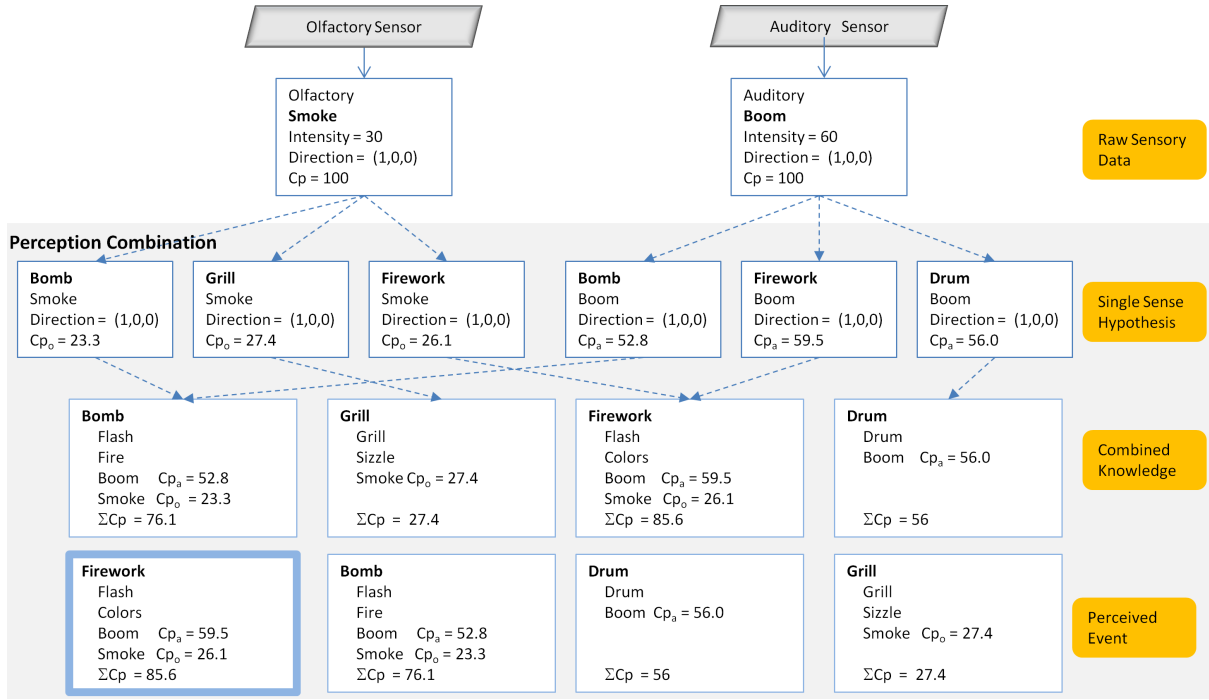 Olfactory Sensor
Auditory Sensor
Olfactory
Smoke
Intensity = 30
Direction = (1,0,0)
Cp = 100
Auditory
Boom
Intensity = 60
Direction = (1,0,0)
Cp = 100
Raw Sensory
Data
Perception Combination
Bomb
Smoke
Direction = (1,0,0)
Cpₒ = 23.3
Grill
Smoke
Direction = (1,0,0)
Cpₒ = 27.4
Firework
Smoke
Direction = (1,0,0)
Cpₒ = 26.1
Bomb
Boom
Direction = (1,0,0)
Cpₐ = 52.8
Firework
Boom
Direction = (1,0,0)
Cpₐ = 59.5
Drum
Boom
Direction = (1,0,0)
Cpₐ = 56.0
Single Sense
Hypothesis
Bomb
Flash
Fire
Boom Cpₐ = 52.8
Smoke Cpₒ = 23.3
ΣCp = 76.1
Grill
Grill
Sizzle
Smoke Cpₒ = 27.4
ΣCp = 27.4
Firework
Flash
Colors
Boom Cpₐ = 59.5
Smoke Cpₒ = 26.1
ΣCp = 85.6
Drum
Drum
Boom Cpₐ = 56.0
ΣCp = 56
Combined
Knowledge
Firework
Flash
Colors
Boom Cpₐ = 59.5
Smoke Cpₒ = 26.1
ΣCp = 85.6
Bomb
Flash
Fire
Boom Cpₐ = 52.8
Smoke Cpₒ = 23.3
ΣCp = 76.1
Drum
Drum
Boom Cpₐ = 56.0
ΣCp = 56
Grill
Grill
Sizzle
Smoke Cpₒ = 27.4
ΣCp = 27.4
Perceived
Event